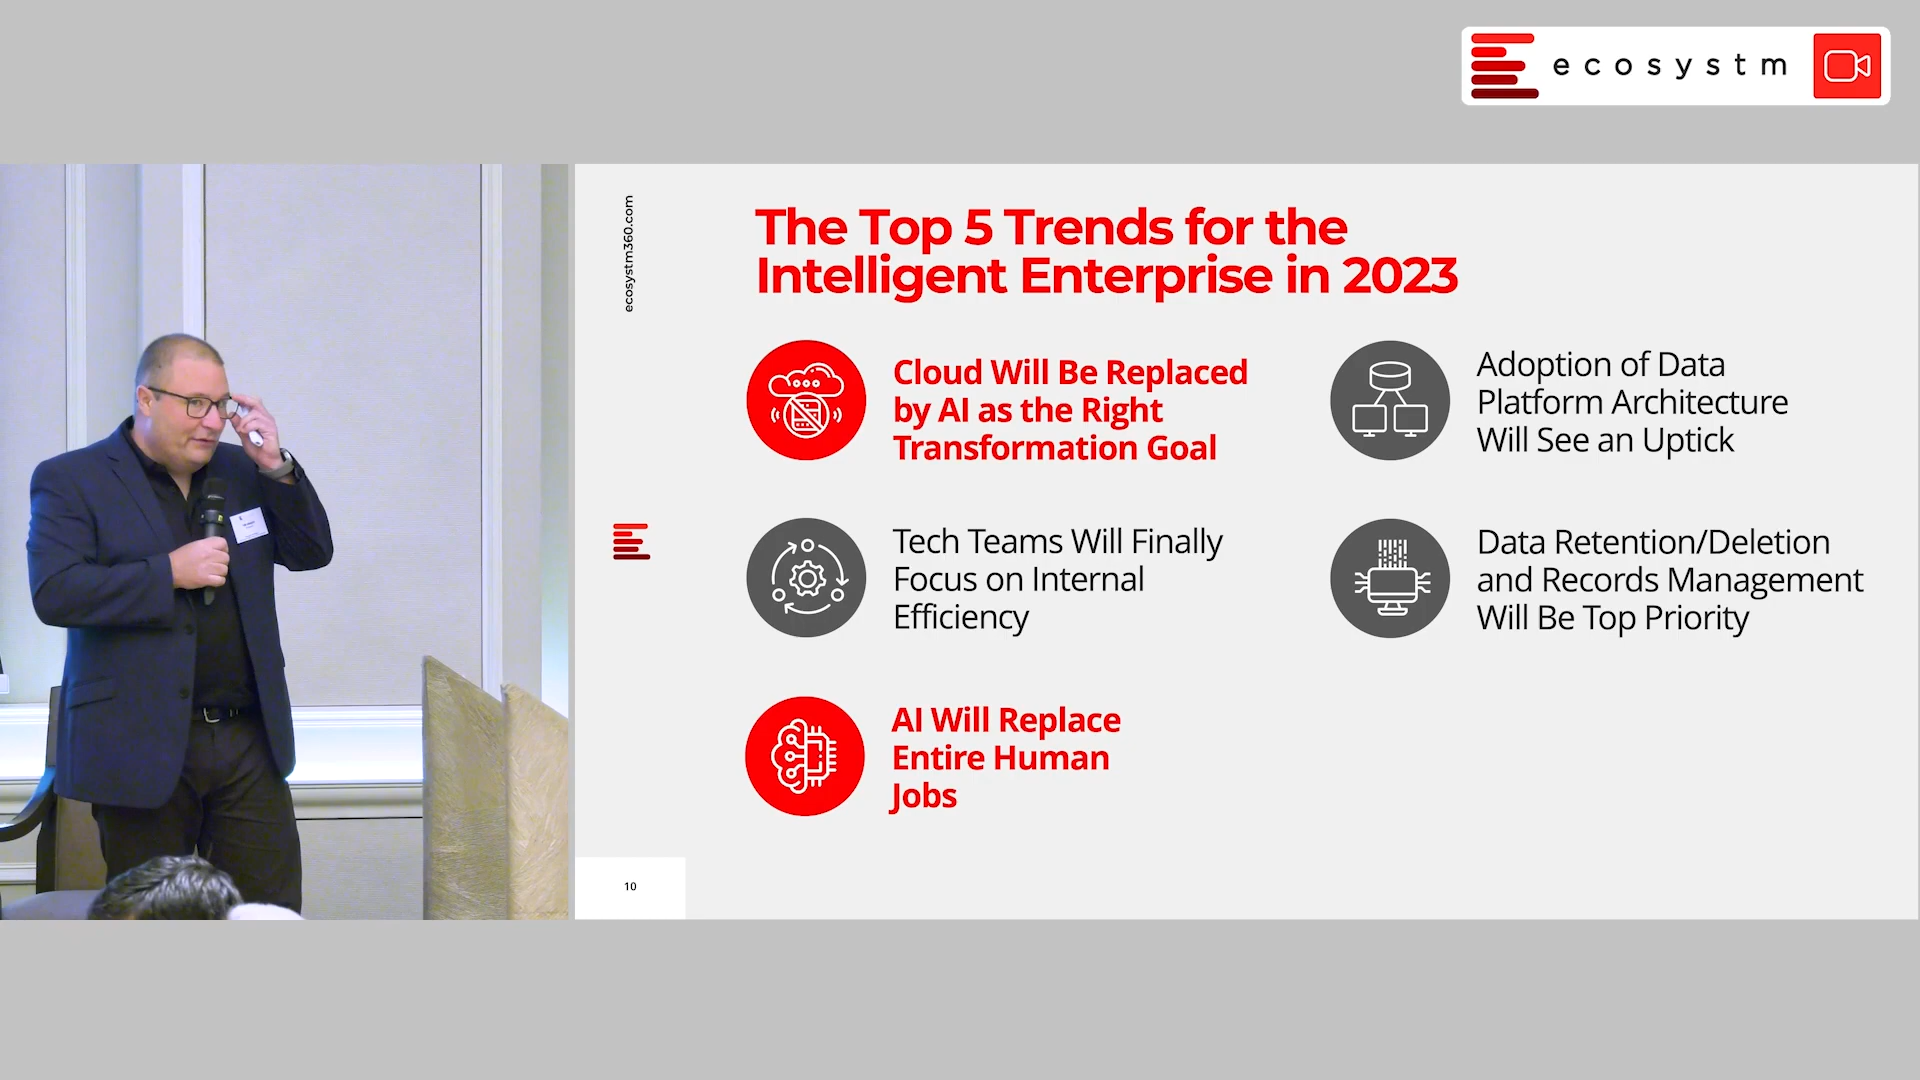 ecosystm
ecosystm360.com
The Top 5 Trends for the
Intelligent Enterprise in 2023
Cloud Will Be Replaced
by AI as the Right
Transformation Goal
Tech Teams Will Finally
Focus on Internal
Efficiency
AI Will Replace
Entire Human
Jobs
Adoption of Data
Platform Architecture
Will See an Uptick
Data Retention/Deletion
and Records Management
Will Be Top Priority
10